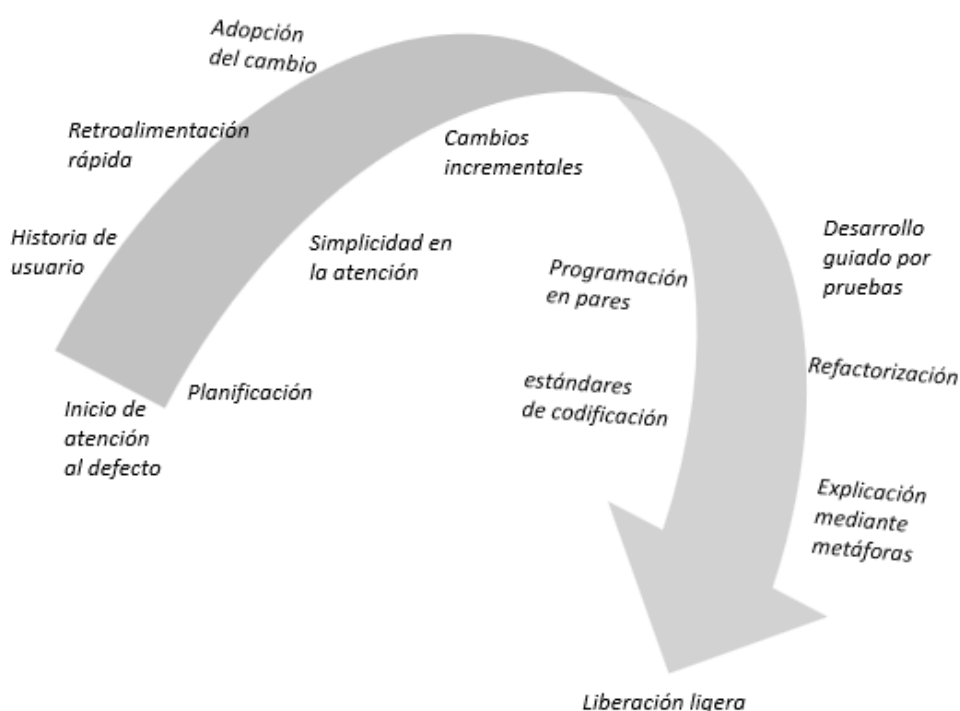 Adopción
del cambio
Retroalimentación
rápida
Cambios
incrementales
Historia de
usuario
Simplicidad en
la atención
Desarrollo
guiado por
pruebas
Programación
en pares
Refactorización
Planificación
estándares
de codificación
Inicio de
atención
al defecto
Explicación
mediante
metáforas
Liberación ligera